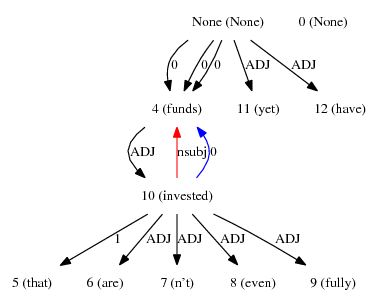 None (None) 0 (None)
0 0 0 ADJ ADJ
4 (funds) 11 (yet) 12 (have)
ADJ nsubj 0
10 (invested)
1 ADJ ADJ ADJ ADJ
5 (that) 6 (are) 7 (n't) 8 (even) 9 (fully)